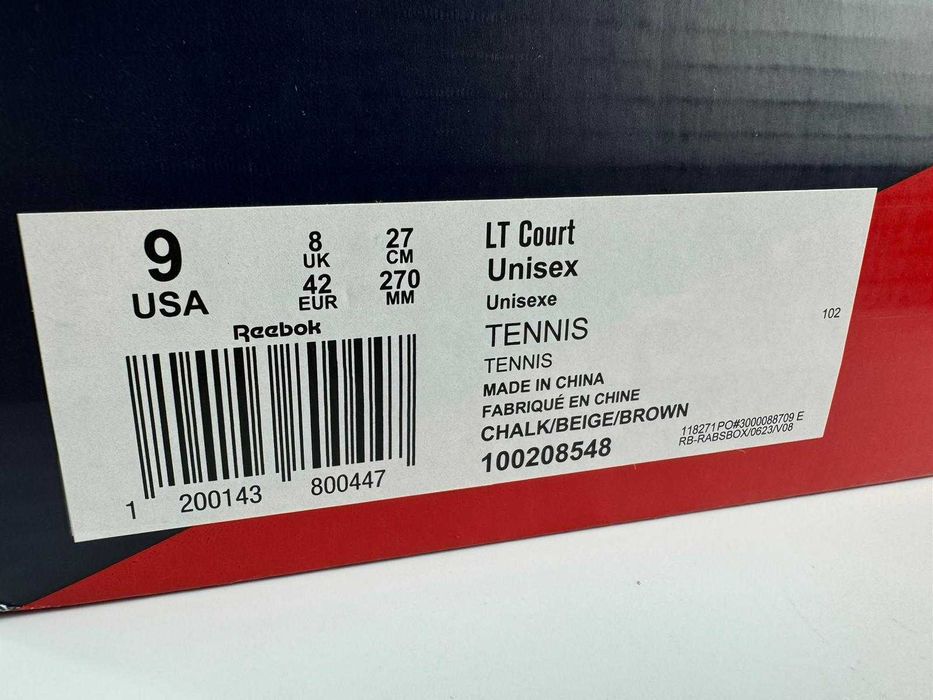 9
USA
8
UK
42
EUR
27
CM
270
MM
Reebok
1 200143 800447
LT Court
Unisex
Unisexe
TENNIS
TENNIS
MADE IN CHINA
FABRIQUÉ EN CHINE
CHALK/BEIGE/BROWN
100208548
102
118271PO#3000088709 E
RB-RABSBOX/0623/V08